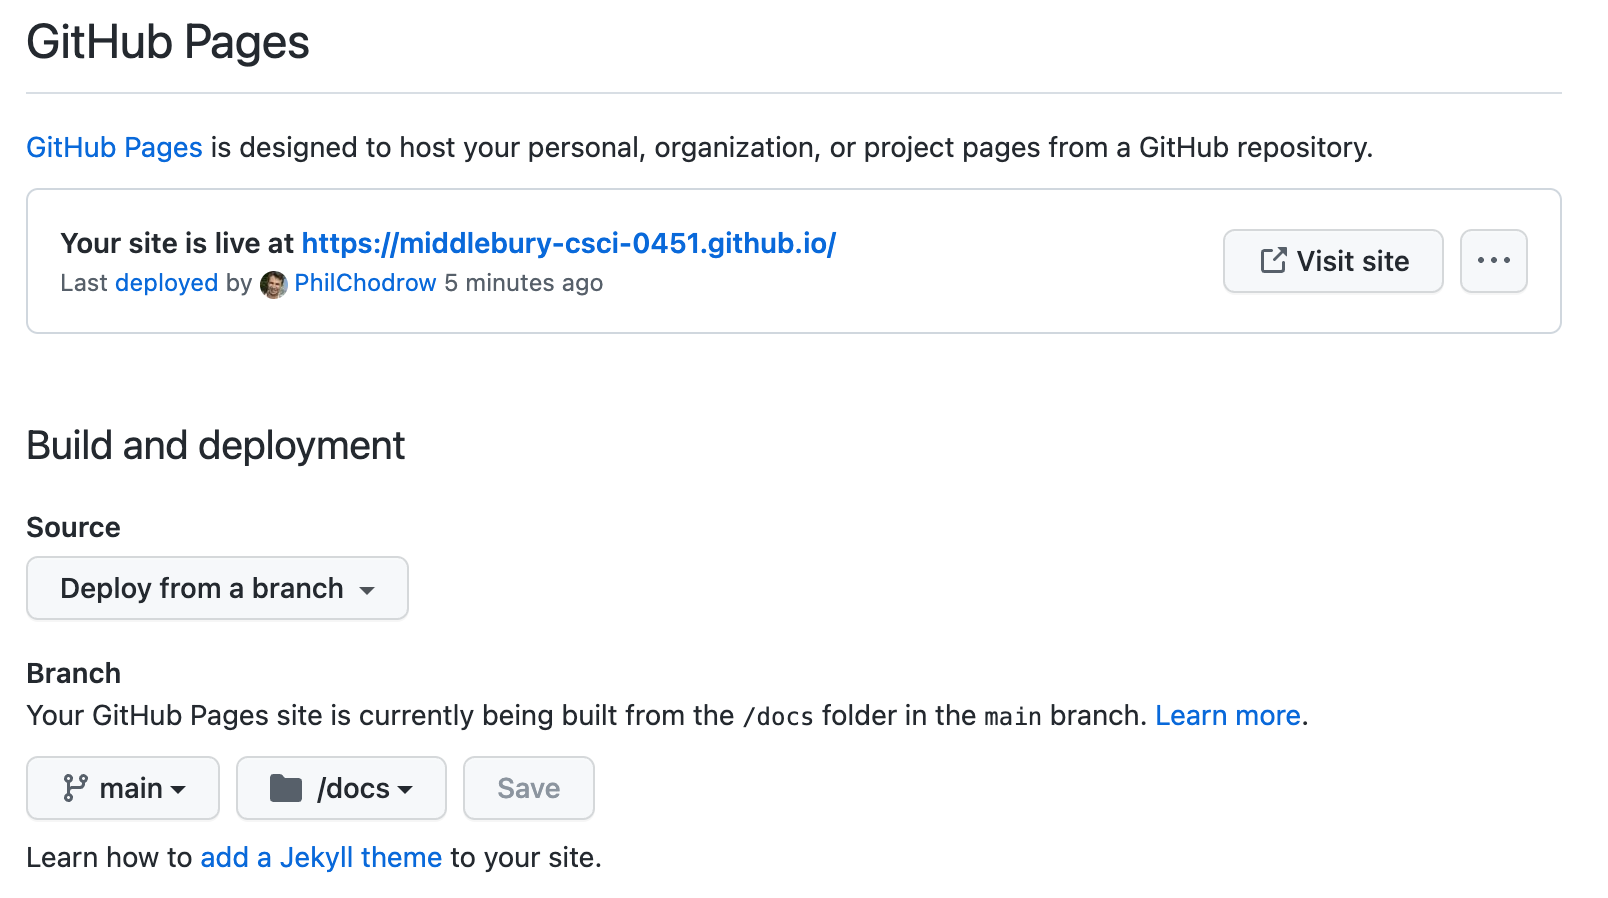 GitHub Pages
GitHub Pages is designed to host your personal, organization, or project pages from a GitHub repository.
Your site is live at https://middlebury-csci-0451.github.io/
Last deployed by PhilChodrow 5 minutes ago
Visit site
Build and deployment
Source
Deploy from a branch
Branch
Your GitHub Pages site is currently being built from the /docs folder in the main branch. Learn more.
main /docs Save
Learn how to add a Jekyll theme to your site.